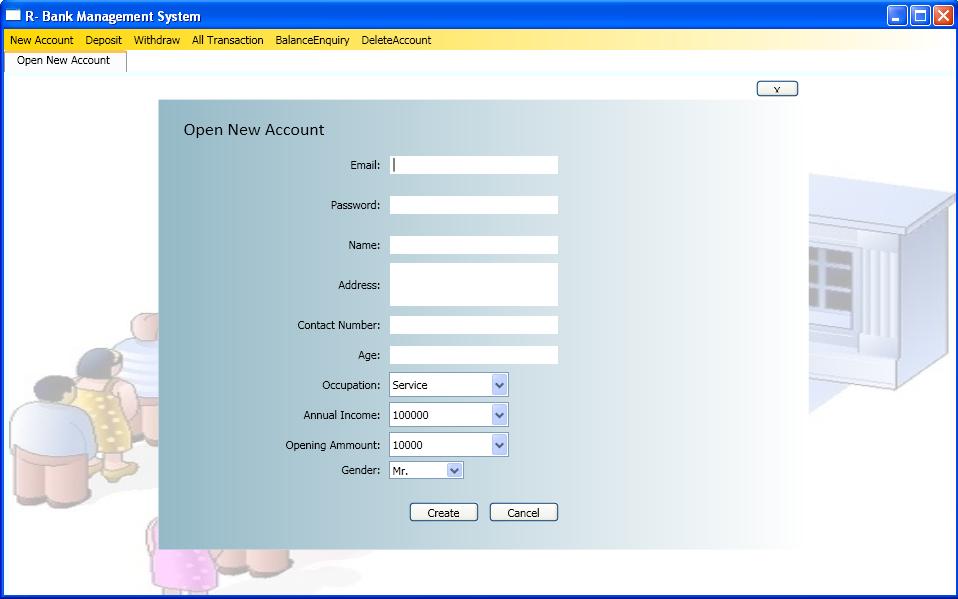 R- Bank Management System
New Account Deposit Withdraw All Transaction BalanceEnquiry DeleteAccount
Open New Account
v
Open New Account
Email:
Password:
Name:
Address:
Contact Number:
Age:
Occupation: Service
Annual Income: 100000
Opening Ammount: 10000
Gender: Mr.
Create Cancel